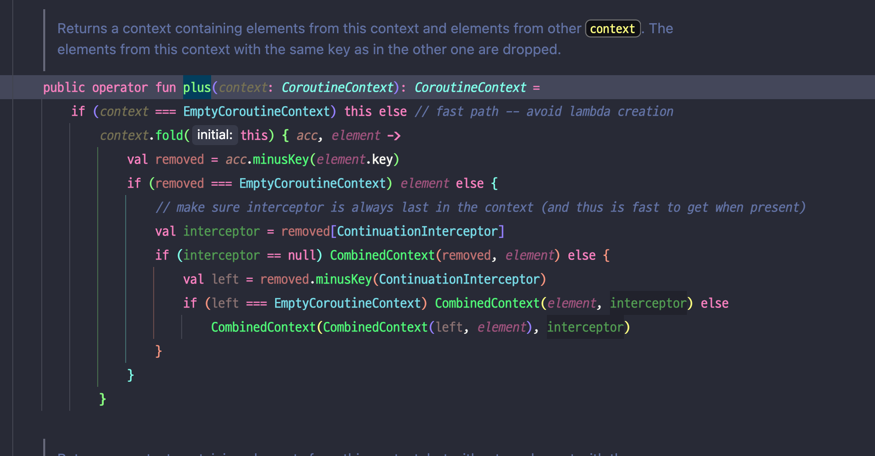 Returns a context containing elements from this context and elements from other context. The
elements from this context with the same key as in the other one are dropped.
public operator fun plus(context: CoroutineContext): CoroutineContext =
if (context === EmptyCoroutineContext) this else // fast path -- avoid lambda creation
context.fold( initial: this) { acc, element ->
val removed = acc.minusKey(element.key)
if (removed === EmptyCoroutineContext) element else {
// make sure interceptor is always last in the context (and thus is fast to get when present)
val interceptor = removed[ContinuationInterceptor]
if (interceptor == null) CombinedContext(removed, element) else {
val left = removed.minusKey(ContinuationInterceptor)
if (left === EmptyCoroutineContext) CombinedContext(element, interceptor) else
CombinedContext(CombinedContext(left, element), interceptor)
}
}
}